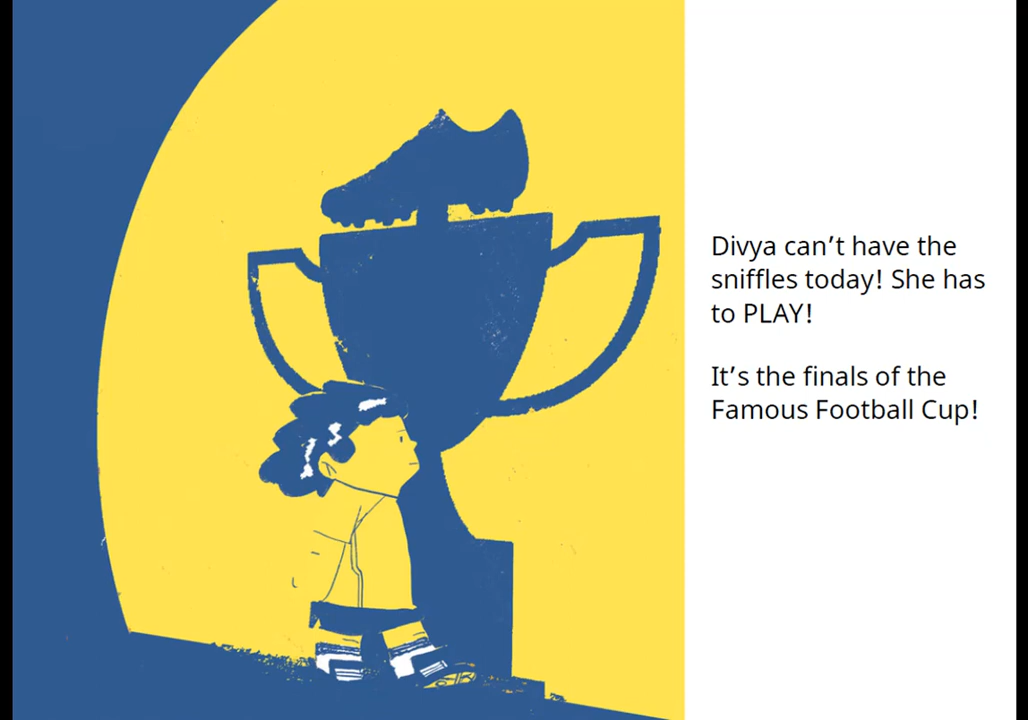 Divya can’t have the
sniffles today! She has
to PLAY!
It’s the finals of the
Famous Football Cup!